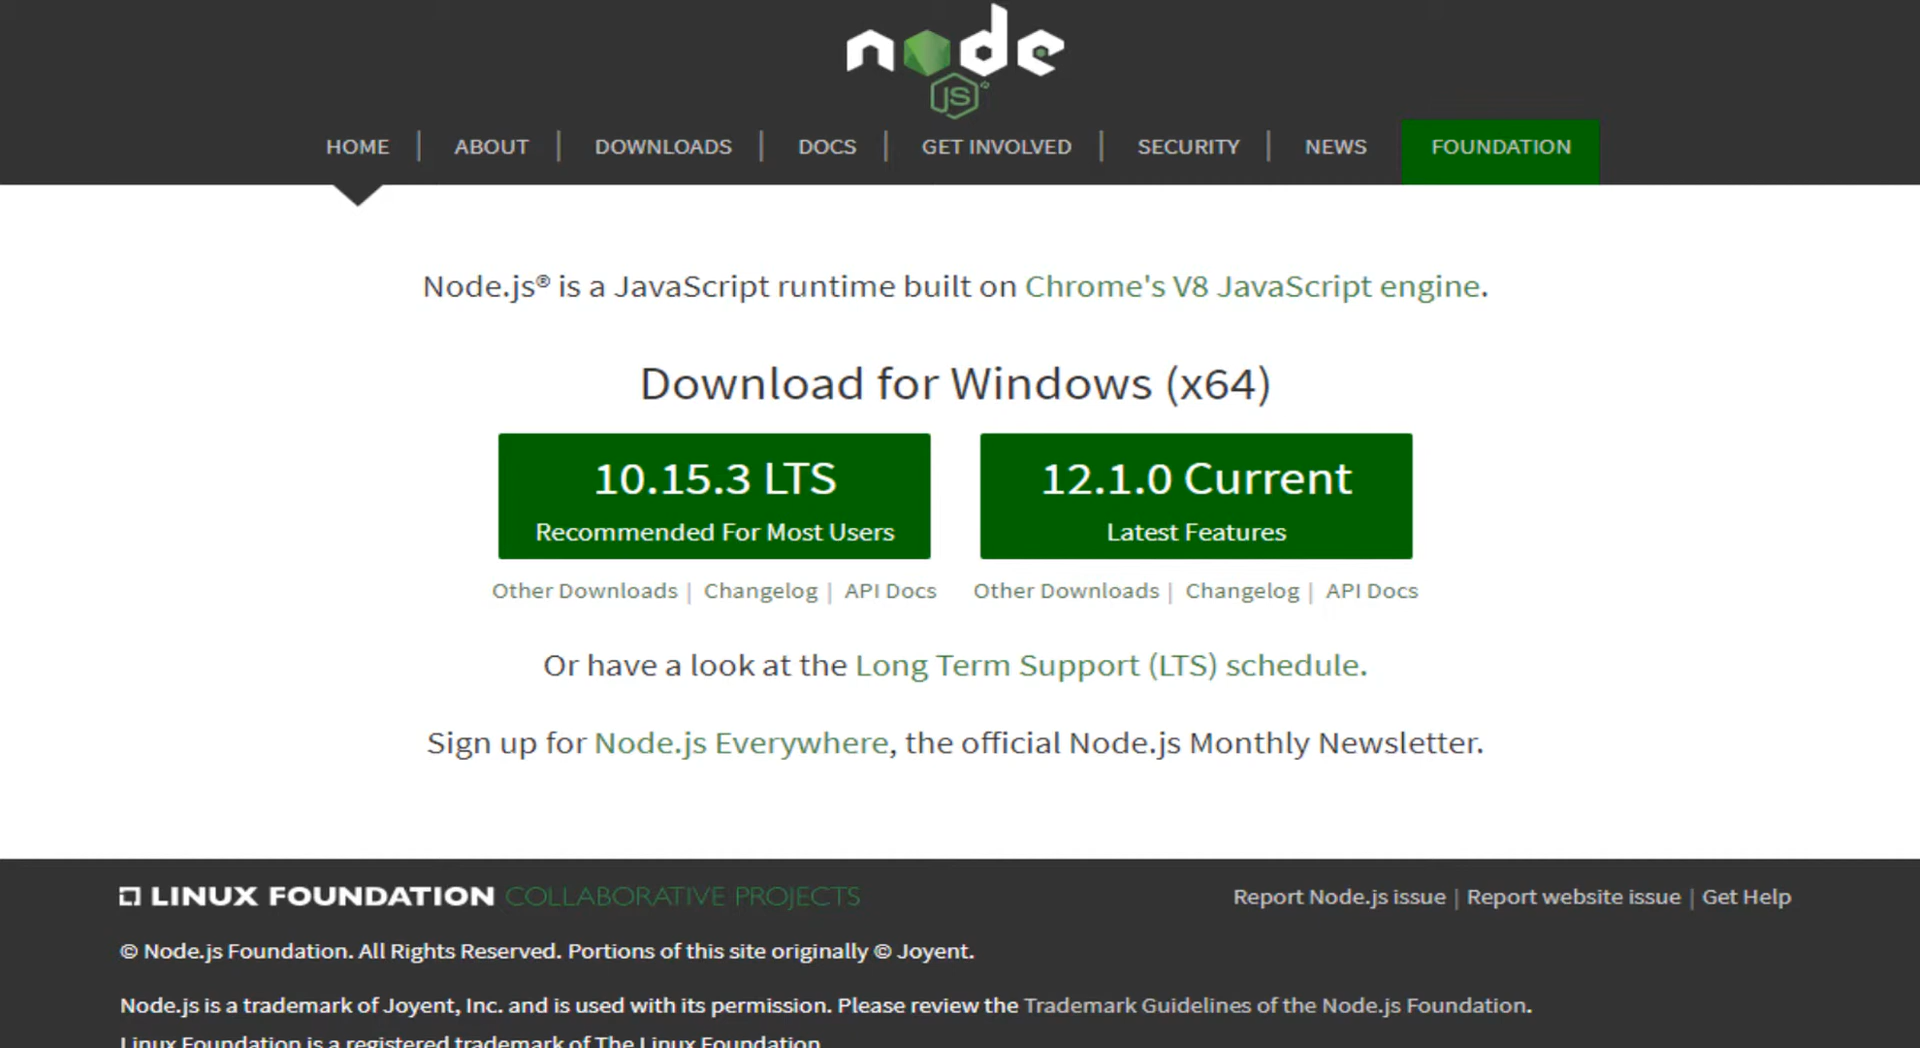 node
JS
HOME | ABOUT | DOWNLOADS | DOCS | GET INVOLVED | SECURITY | NEWS FOUNDATION
Node.js® is a JavaScript runtime built on Chrome's V8 JavaScript engine.
Download for Windows (x64)
10.15.3 LTS
Recommended For Most Users
12.1.0 Current
Latest Features
Other Downloads | Changelog | API Docs
Other Downloads | Changelog | API Docs
Or have a look at the Long Term Support (LTS) schedule.
Sign up for Node.js Everywhere, the official Node.js Monthly Newsletter.
LINUX FOUNDATION COLLABORATIVE PROJECTS
Report Node.js issue | Report website issue | Get Help
© Node.js Foundation. All Rights Reserved. Portions of this site originally © Joyent.
Node.js is a trademark of Joyent, Inc. and is used with its permission. Please review the Trademark Guidelines of the Node.js Foundation.
Linux Foundation is a registered trademark of The Linux Foundation.